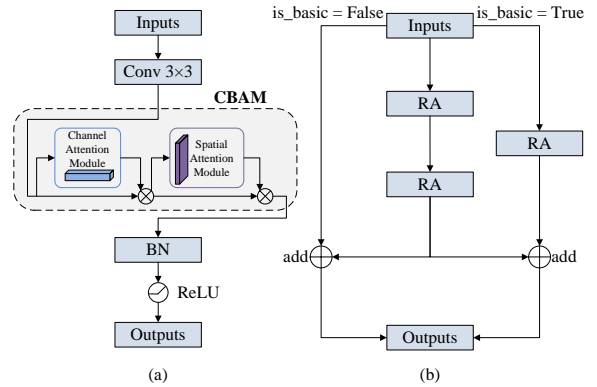 Inputs
Conv 3×3
CBAM
Channel
Attention
Module
Spatial
Attention
Module
BN
ReLU
Outputs
(a)
is_basic = False
is_basic = True
Inputs
RA
RA
RA
add
add
Outputs
(b)